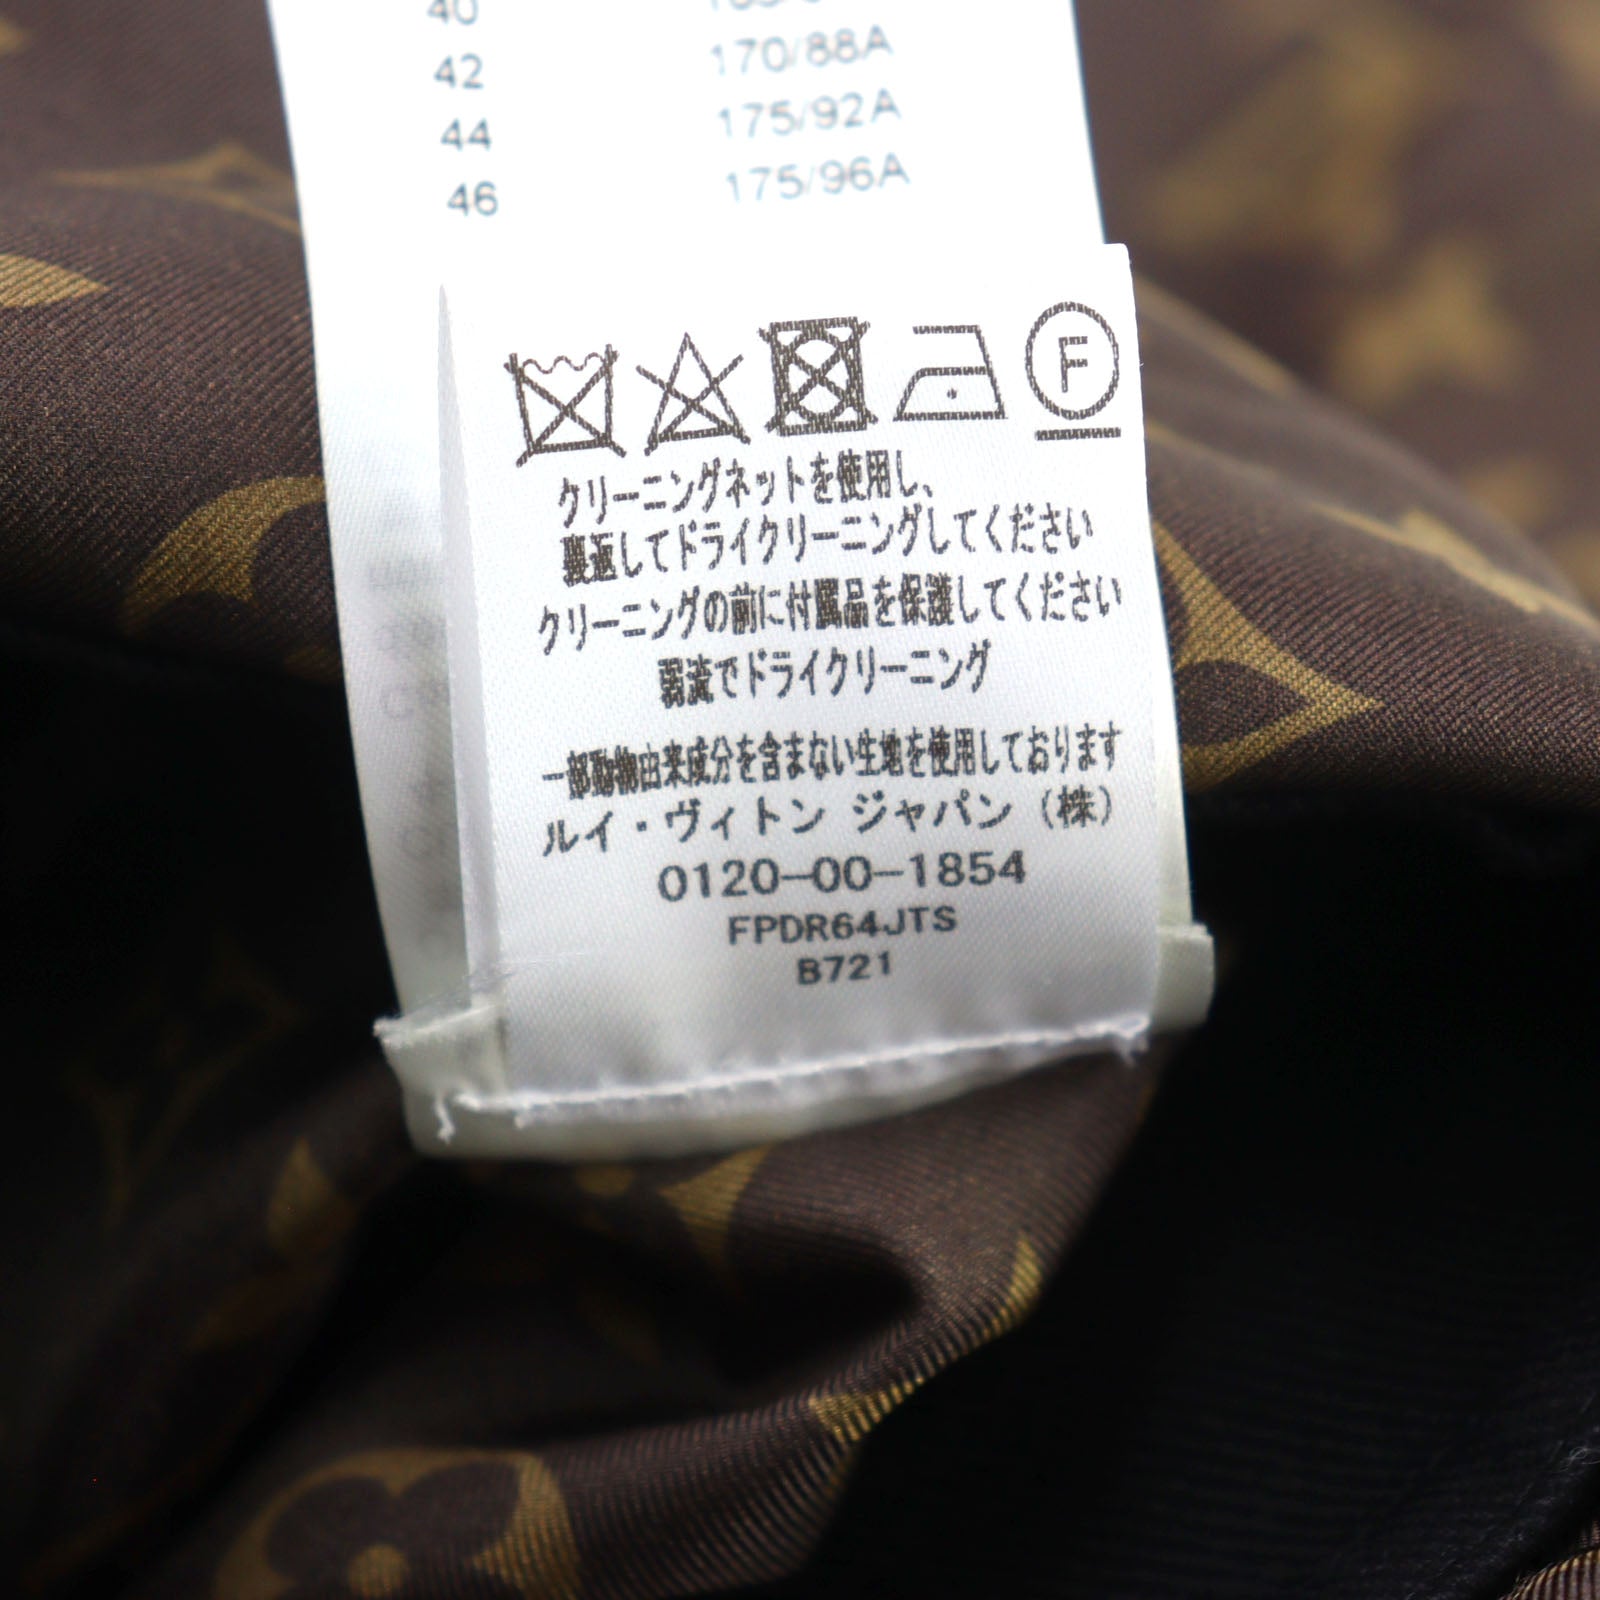 40
42 170/88A
44 175/92A
46 175/96A
F
クリーニングネットを使用し、
裏返してドライクリーニングしてください
クリーニングの前に付属品を保護してください
弱流でドライクリーニング
一部動物由来成分を含まない生地を使用しております
ルイ・ヴィトン ジャパン (株)
0120-00-1854
FPDR64JTS
B721